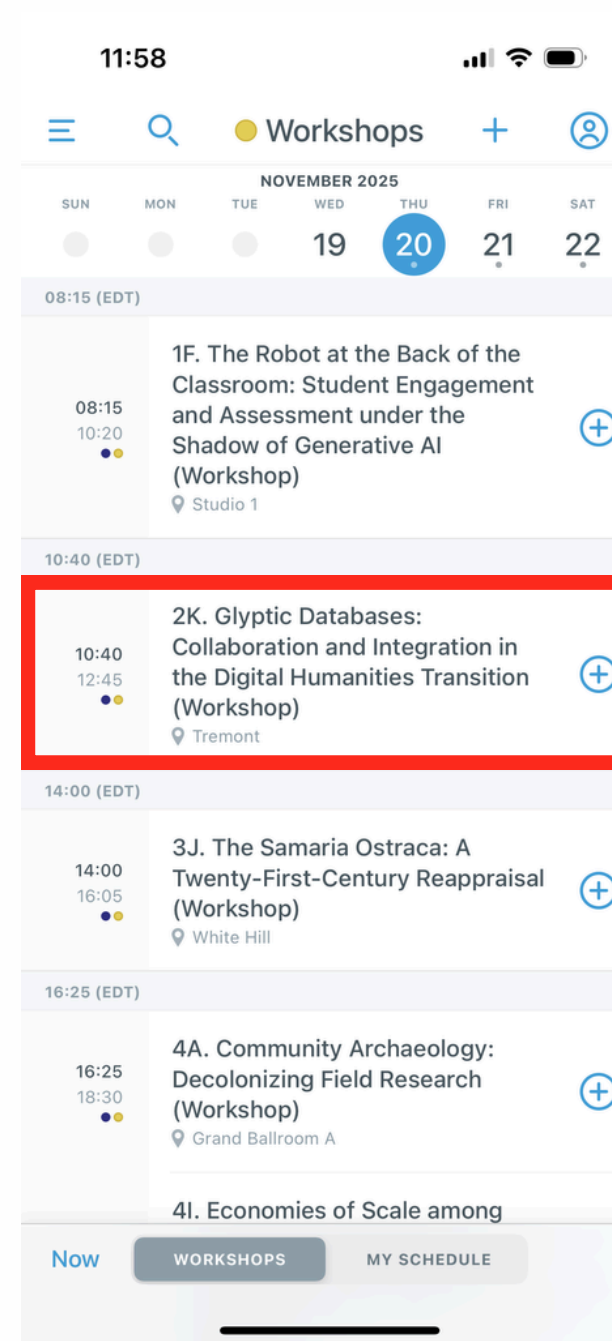 11:58
Workshops
NOVEMBER 2025
SUN MON TUE WED THU FRI SAT
19 20 21 22
08:15 (EDT)
1F. The Robot at the Back of the
Classroom: Student Engagement
and Assessment under the
Shadow of Generative AI
(Workshop)
Studio 1
08:15
10:20
10:40 (EDT)
2K. Glyptic Databases:
Collaboration and Integration in
the Digital Humanities Transition
(Workshop)
Tremont
10:40
12:45
14:00 (EDT)
3J. The Samaria Ostraca: A
Twenty-First-Century Reappraisal
(Workshop)
White Hill
14:00
16:05
16:25 (EDT)
4A. Community Archaeology:
Decolonizing Field Research
(Workshop)
Grand Ballroom A
16:25
18:30
4I. Economies of Scale among
Now WORKSHOPS MY SCHEDULE